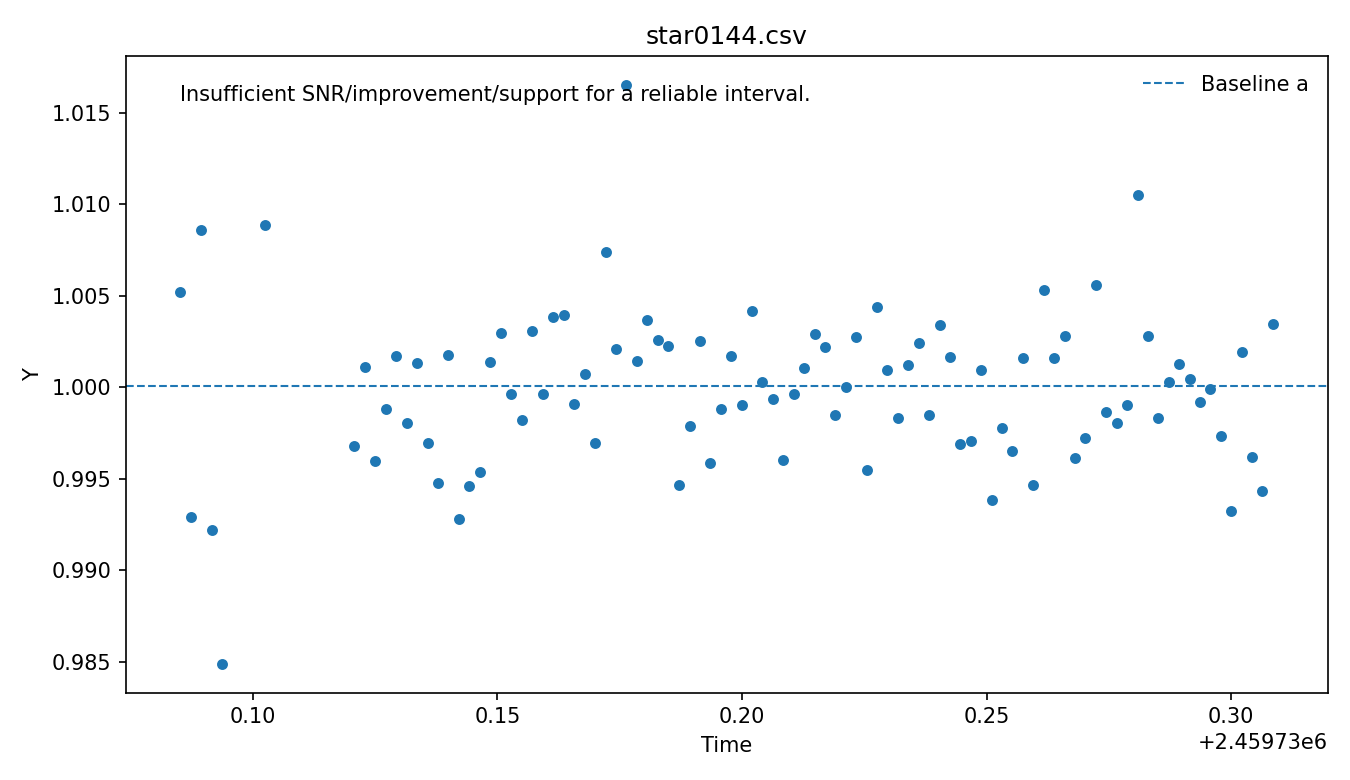 star0144.csv
Insufficient SNR/improvement/support for a reliable interval.
Baseline a
1.015
1.010
1.005
1.000
0.995
0.990
0.985
Y
0.10
0.15
0.20
0.25
0.30
Time
+2.45973e6